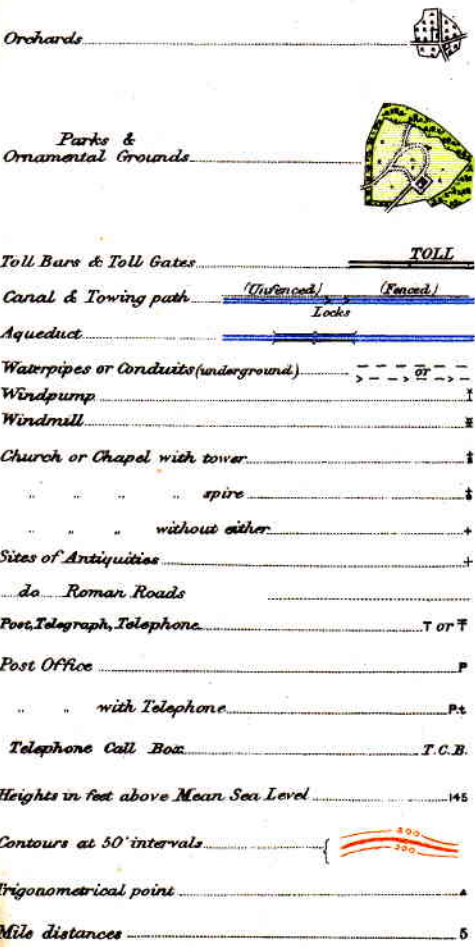 Orchards
Parks &
Ornamental Grounds
Toll Bars & Toll Gates TOLL
Canal & Towing path (Unfenced) (Fenced)
Locks
Aqueduct
Waterpipes or Conduits (underground) or
Windpump
Windmill
Church or Chapel with tower
„ „ „ „ spire
„ „ „ without either
Sites of Antiquities
do Roman Roads
Post, Telegraph, Telephone T or T
Post Office P
„ „ with Telephone P.t
Telephone Call Box T.C.B.
Heights in feet above Mean Sea Level 145
Contours at 50' intervals 200
Trigonometrical point
Mile distances 5